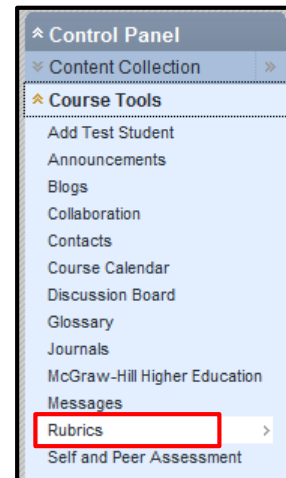 Control Panel
Content Collection
Course Tools
Add Test Student
Announcements
Blogs
Collaboration
Contacts
Course Calendar
Discussion Board
Glossary
Journals
McGraw-Hill Higher Education
Messages
Rubrics
Self and Peer Assessment